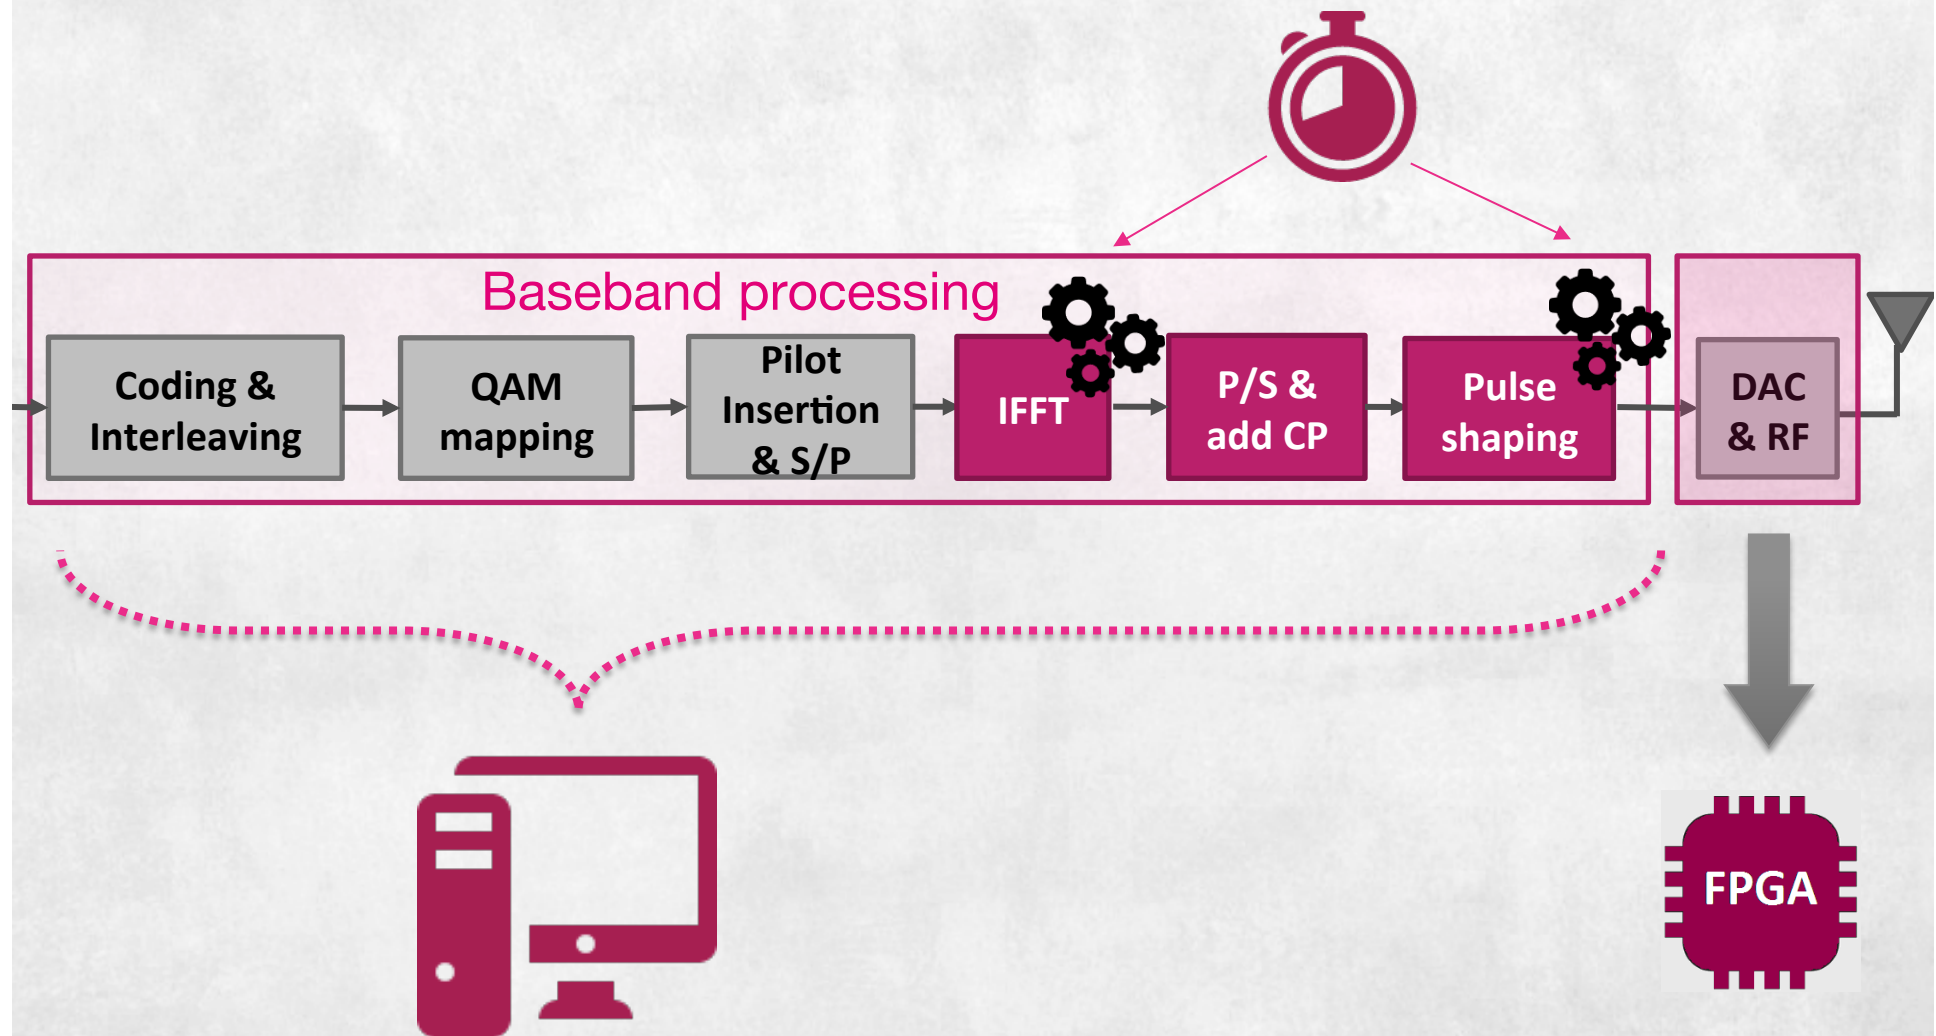 Baseband processing
Coding &
Interleaving
QAM
mapping
Pilot
Insertion
& S/P
IFFT
P/S &
add CP
Pulse
shaping
DAC
& RF
FPGA